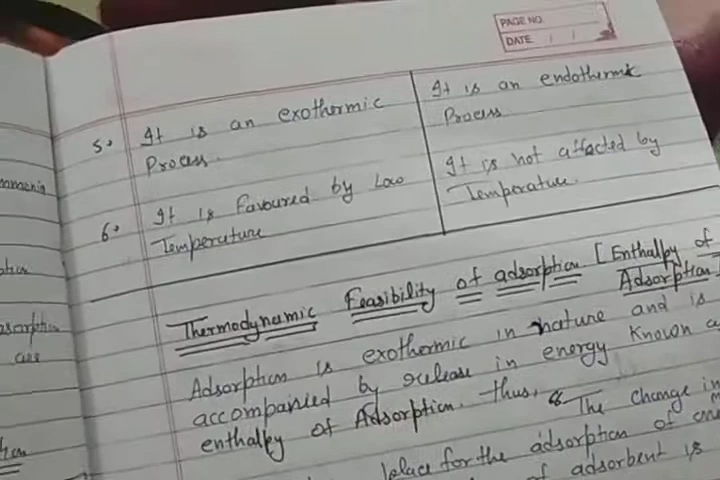 PAGE NO.
DATE / /
5. It is an exothermic
Process.
It is an endothermic
Process
6. It is favoured by Low
Temperature
It is not affected by
Temperature.
Thermodynamic Feasibility of adsorption [Enthalpy of
Adsorption]
Adsorption is exothermic in nature and is
accompanied by release in energy known as
enthalpy of Adsorption. thus, "The change in
place for the adsorption of one
of adsorbent is